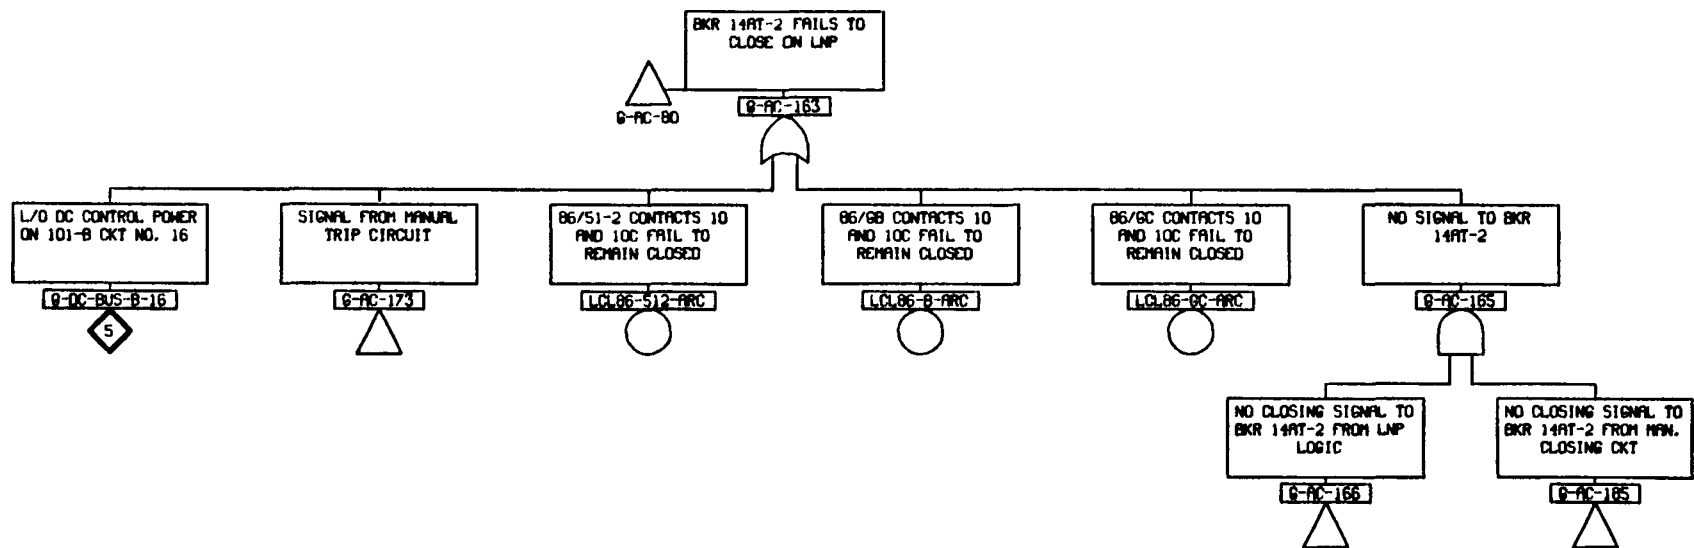 BKR 14AT-2 FAILS TO
CLOSE ON LNP
G-AC-80
G-AC-163
L/O DC CONTROL POWER
ON 101-B CKT NO. 16
G-DC-BUS-B-16
5
SIGNAL FROM MANUAL
TRIP CIRCUIT
G-AC-173
86/51-2 CONTACTS 10
AND 10C FAIL TO
REMAIN CLOSED
LCL86-512-ARC
86/GB CONTACTS 10
AND 10C FAIL TO
REMAIN CLOSED
LCL86-B-ARC
86/GC CONTACTS 10
AND 10C FAIL TO
REMAIN CLOSED
LCL86-GC-ARC
NO SIGNAL TO BKR
14AT-2
G-AC-165
NO CLOSING SIGNAL TO
BKR 14AT-2 FROM LNP
LOGIC
G-AC-166
NO CLOSING SIGNAL TO
BKR 14AT-2 FROM MAN.
CLOSING CKT
G-AC-185